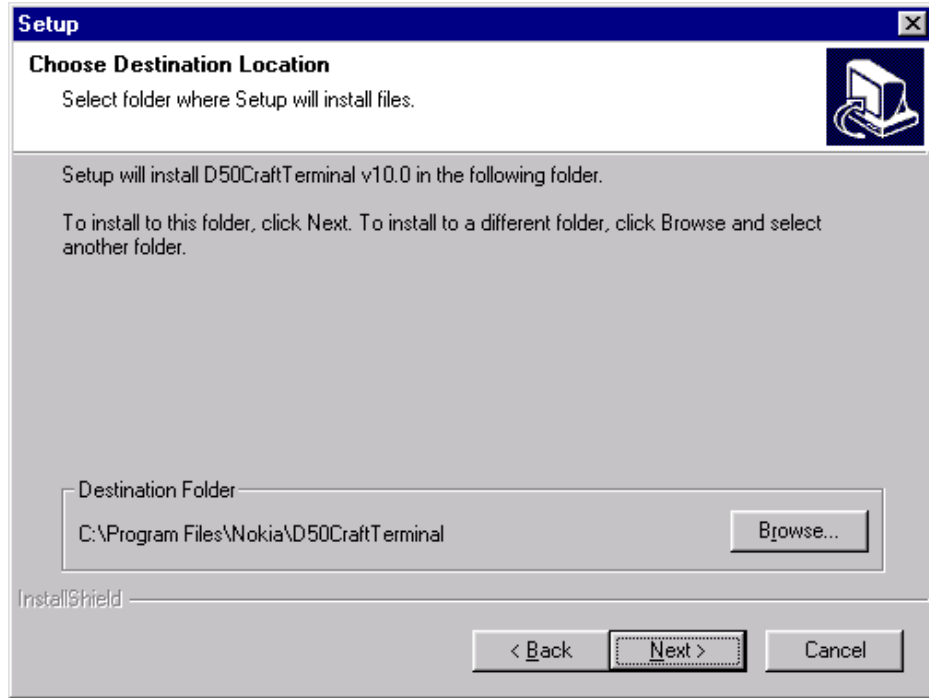 Setup
Choose Destination Location
Select folder where Setup will install files.
Setup will install D50CraftTerminal v10.0 in the following folder.
To install to this folder, click Next. To install to a different folder, click Browse and select
another folder.
Destination Folder
C:\Program Files\Nokia\D50CraftTerminal
Browse...
InstallShield
< Back
Next >
Cancel